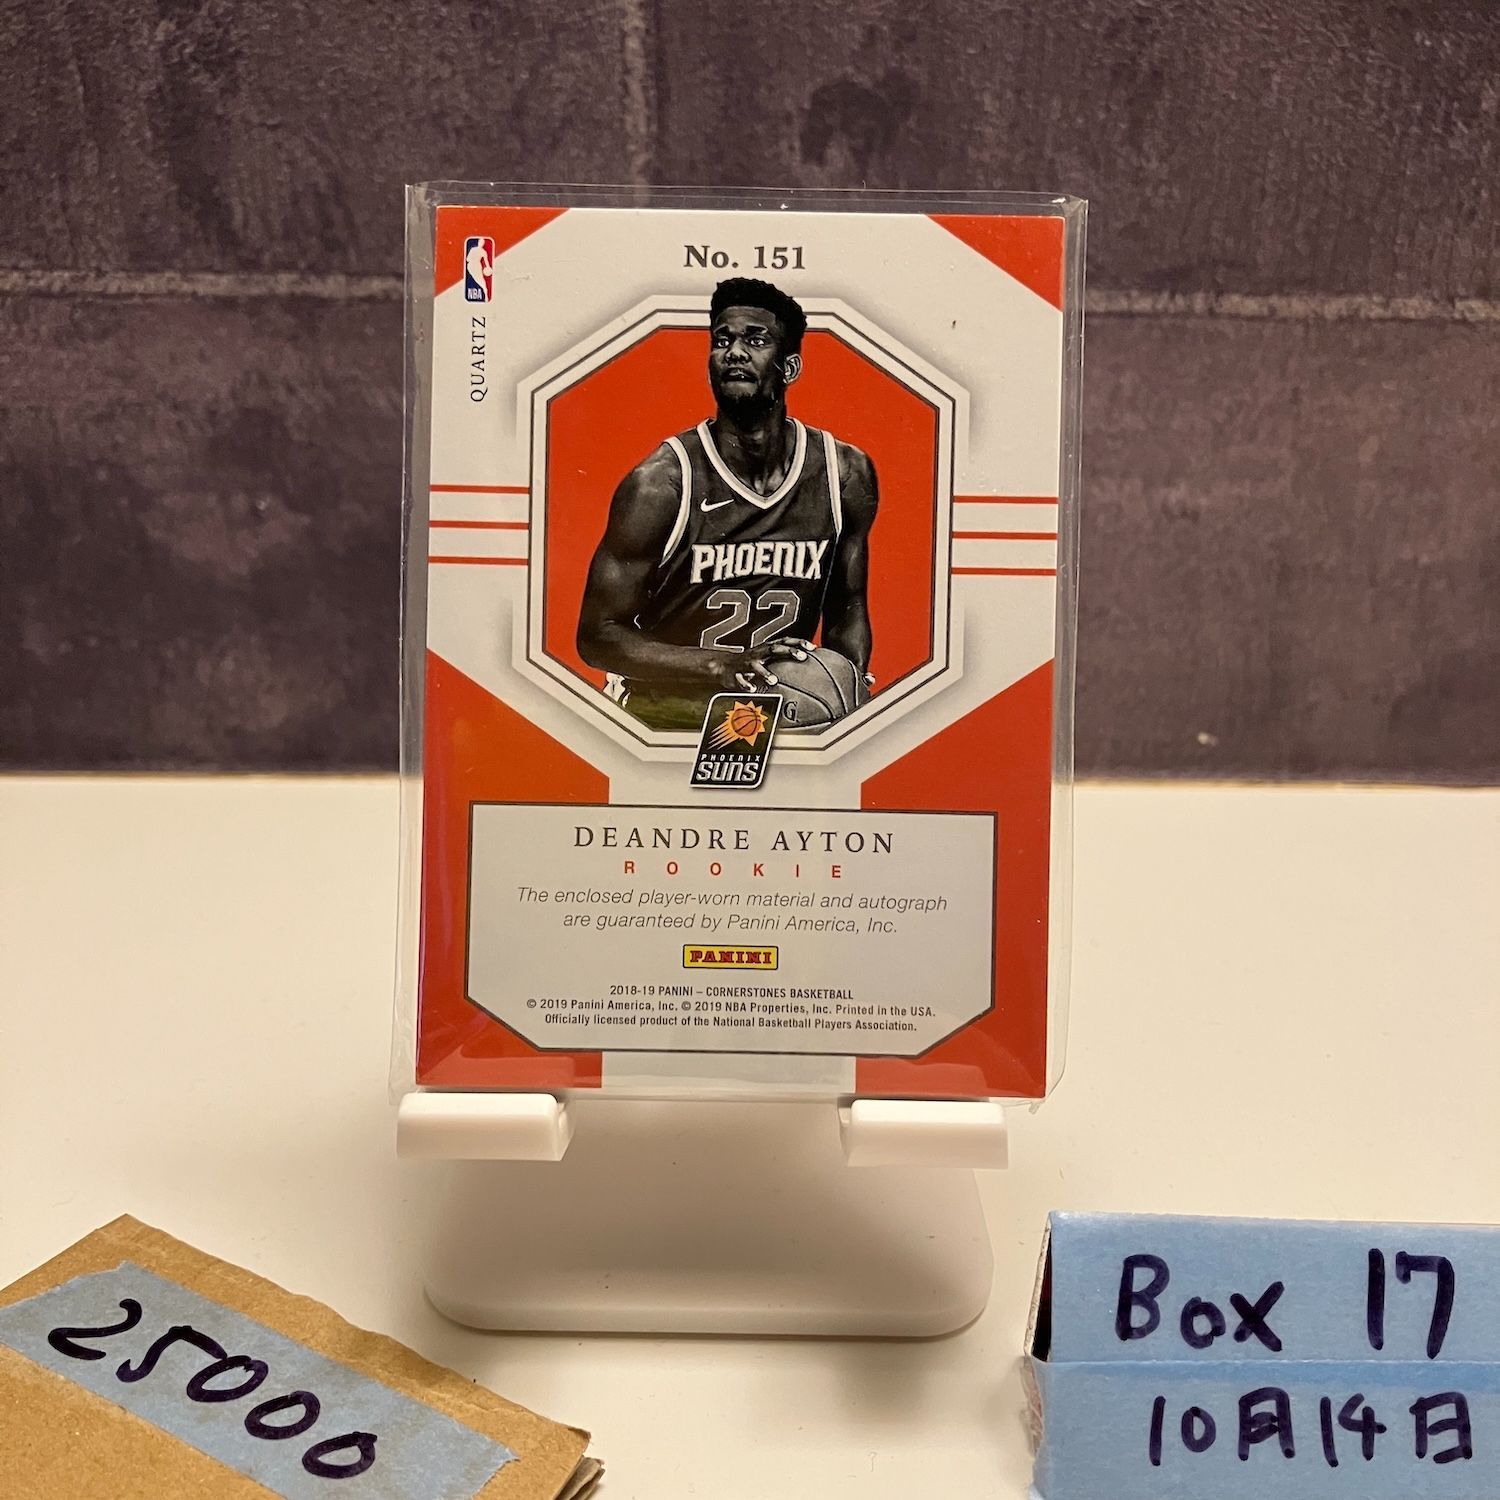 No. 151
NBA
QUARTZ
PHOENIX
22
G
PHOENIX
SUNS
DEANDRE AYTON
ROOKIE
The enclosed player-worn material and autograph
are guaranteed by Panini America, Inc.
PANINI
2018-19 PANINI – CORNERSTONES BASKETBALL
© 2019 Panini America, Inc. © 2019 NBA Properties, Inc. Printed in the USA.
Officially licensed product of the National Basketball Players Association.
25000
Box 17
10月14日